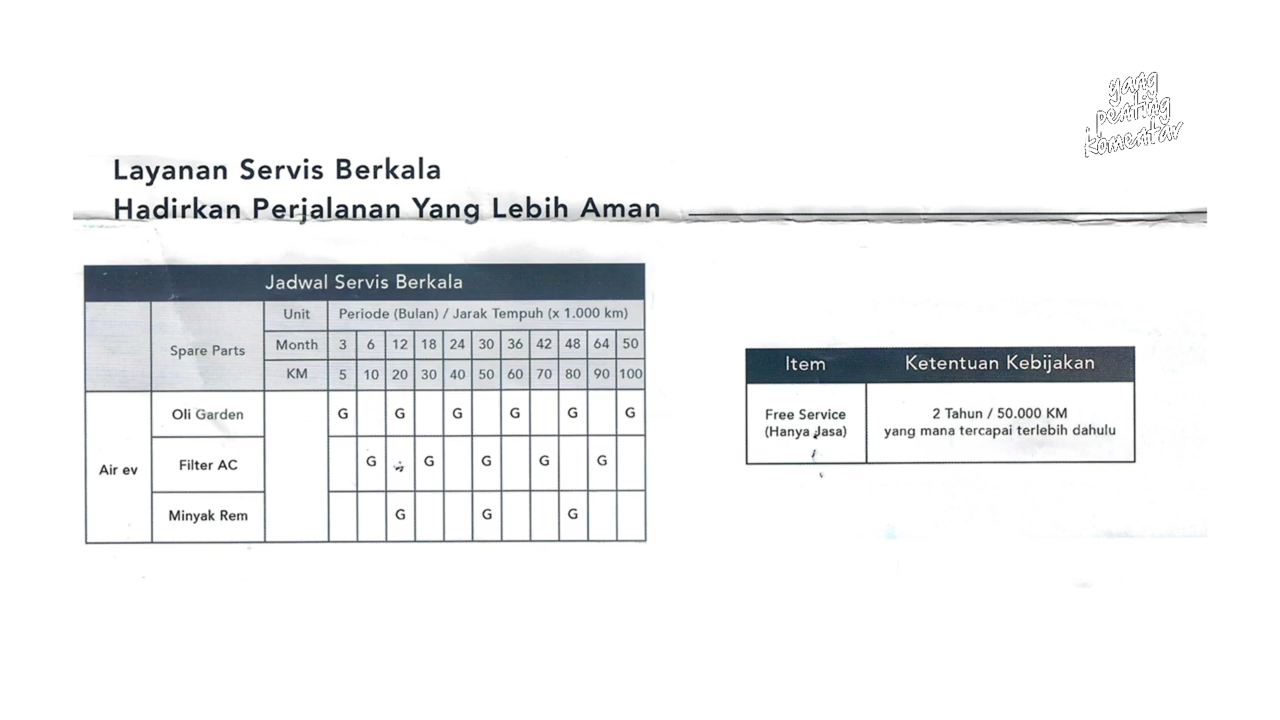 yang
penting
komentar
Layanan Servis Berkala
Hadirkan Perjalanan Yang Lebih Aman
Jadwal Servis Berkala
Spare Parts Unit Periode (Bulan) / Jarak Tempuh (x 1.000 km)
Month 3 6 12 18 24 30 36 42 48 64 50
KM 5 10 20 30 40 50 60 70 80 90 100
Air ev
Oli Garden G G G G G G
Filter AC G G G G G
Minyak Rem G G G
Item Ketentuan Kebijakan
Free Service
(Hanya Jasa)
2 Tahun / 50.000 KM
yang mana tercapai terlebih dahulu